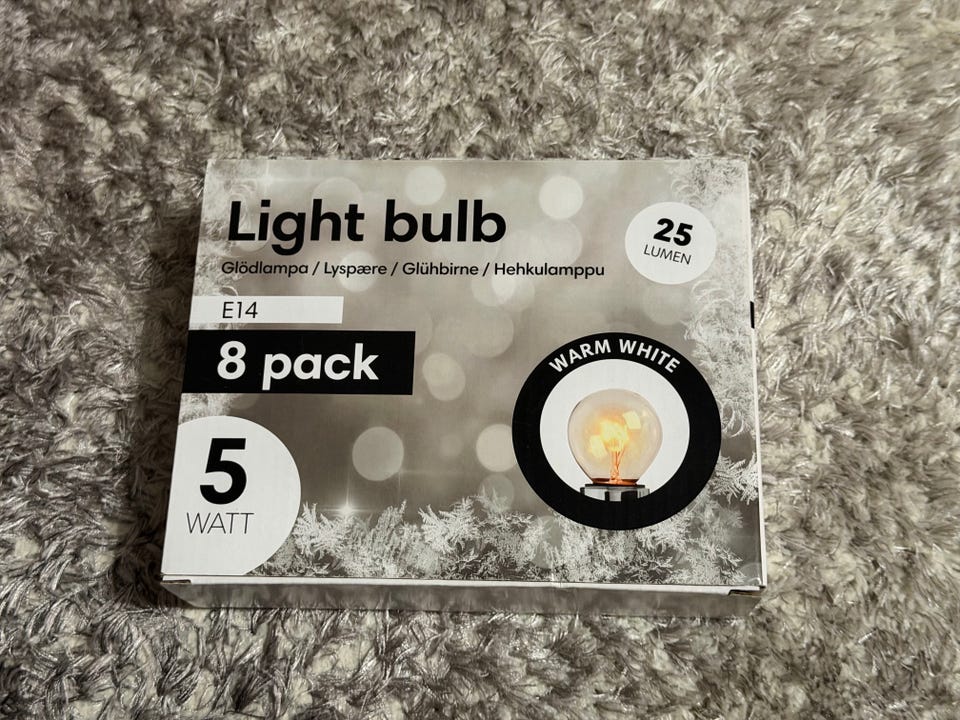 Light bulb
Glödlampa / Lyspære / Glühbirne / Hehkulamppu
25
LUMEN
E14
8 pack
WARM WHITE
5
WATT